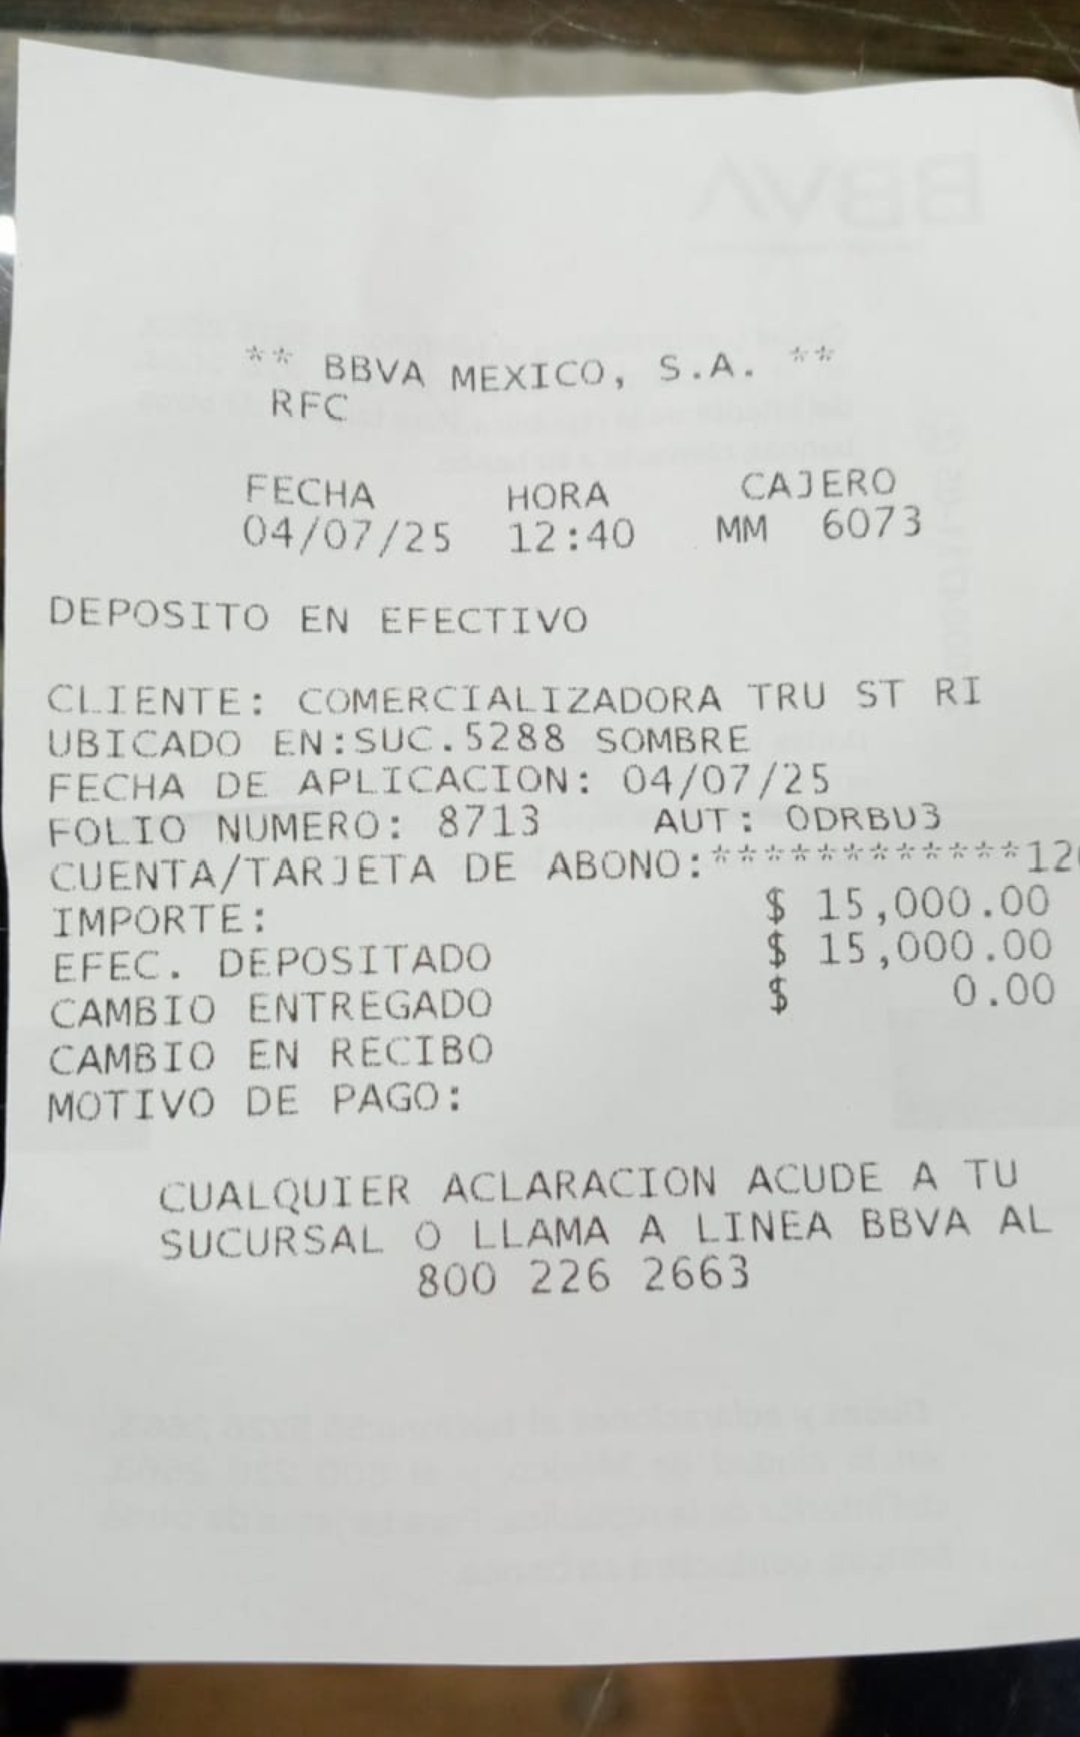 ** BBVA MEXICO, S.A. **
RFC
FECHA HORA CAJERO
04/07/25 12:40 MM 6073
DEPOSITO EN EFECTIVO
CLIENTE: COMERCIALIZADORA TRU ST RI
UBICADO EN:SUC.5288 SOMBRE
FECHA DE APLICACION: 04/07/25
FOLIO NUMERO: 8713 AUT: 0DRBU3
CUENTA/TARJETA DE ABONO:************12
IMPORTE: $ 15,000.00
EFEC. DEPOSITADO $ 15,000.00
CAMBIO ENTREGADO $ 0.00
CAMBIO EN RECIBO
MOTIVO DE PAGO:
CUALQUIER ACLARACION ACUDE A TU
SUCURSAL O LLAMA A LINEA BBVA AL
800 226 2663